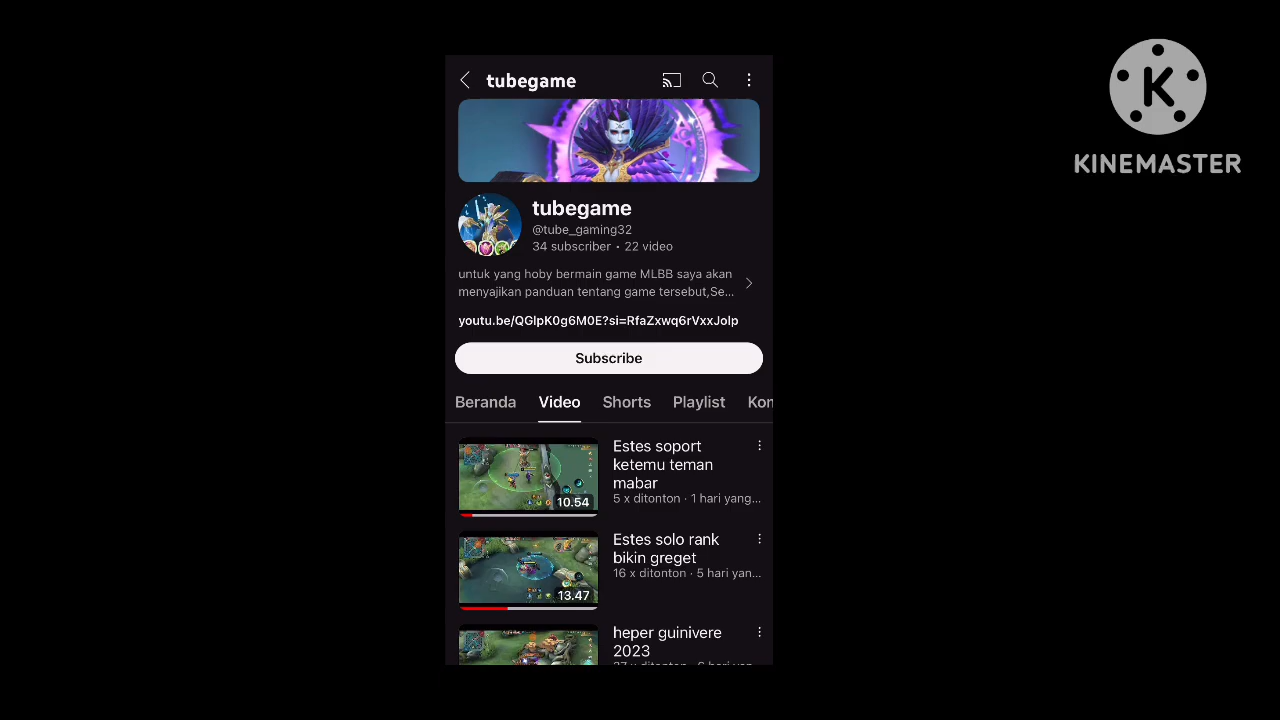 tubegame
KINEMASTER
tubegame
@tube_gaming32
34 subscriber • 22 video
untuk yang hoby bermain game MLBB saya akan
menyajikan panduan tentang game tersebut,Se...
youtu.be/QGlpK0g6M0E?si=RfaZxwq6rVxxJolp
Subscribe
Beranda Video Shorts Playlist Kon
Estes soport
ketemu teman
mabar
5 x ditonton · 1 hari yang...
10.54
Estes solo rank
bikin greget
16 x ditonton · 5 hari yan...
13.47
heper guinivere
2023